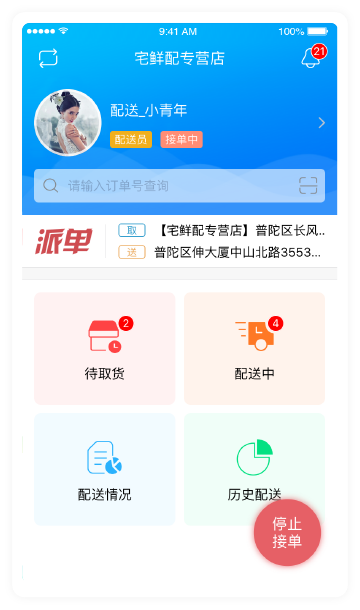 9:41 AM
100%
宅鲜配专营店
21
配送_小青年
配送员 接单中
请输入订单号查询
派单
取 【宅鲜配专营店】普陀区长风..
送 普陀区伸大厦中山北路3553...
2
待取货
4
配送中
配送情况
历史配送
停止
接单